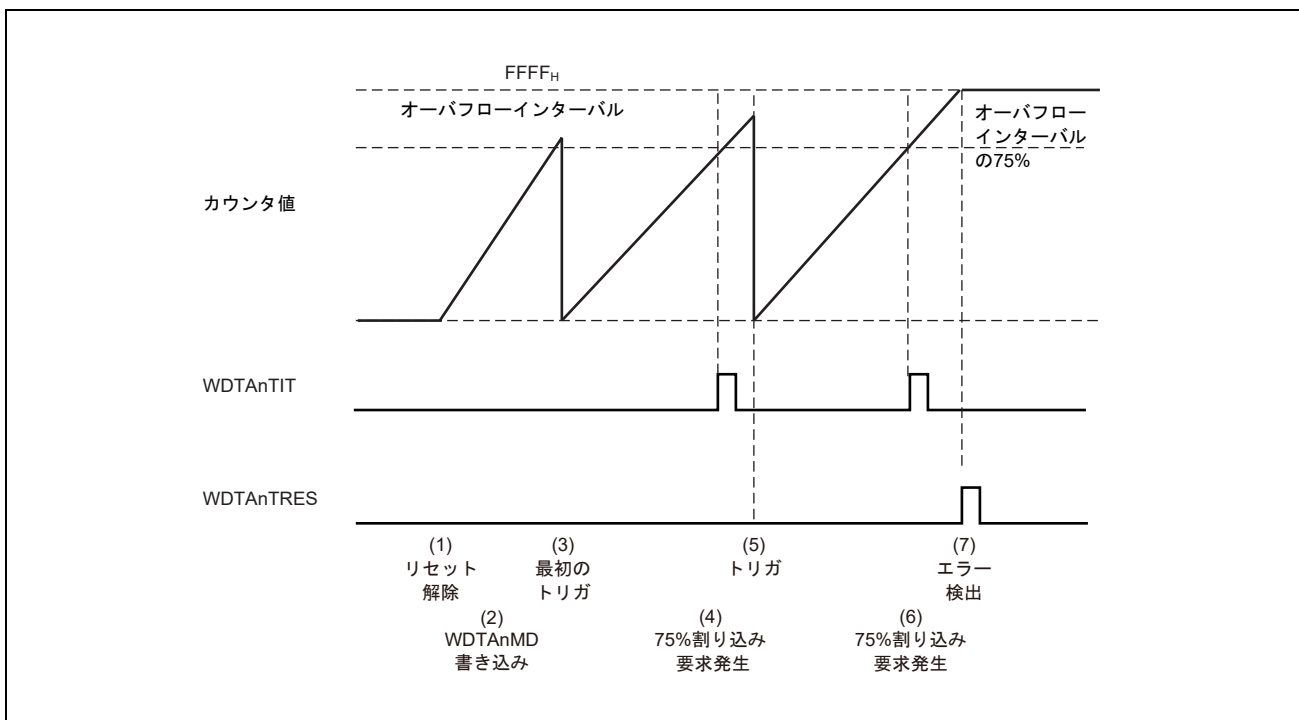 FFFFH
オーバフローインターバル
オーバフロー
インターバル
の75%
カウンタ値
WDTAnTIT
WDTAnTRES
(1)
リセット
解除
(3)
最初の
トリガ
(5)
トリガ
(7)
エラー
検出
(2)
WDTAnMD
書き込み
(4)
75%割り込み
要求発生
(6)
75%割り込み
要求発生